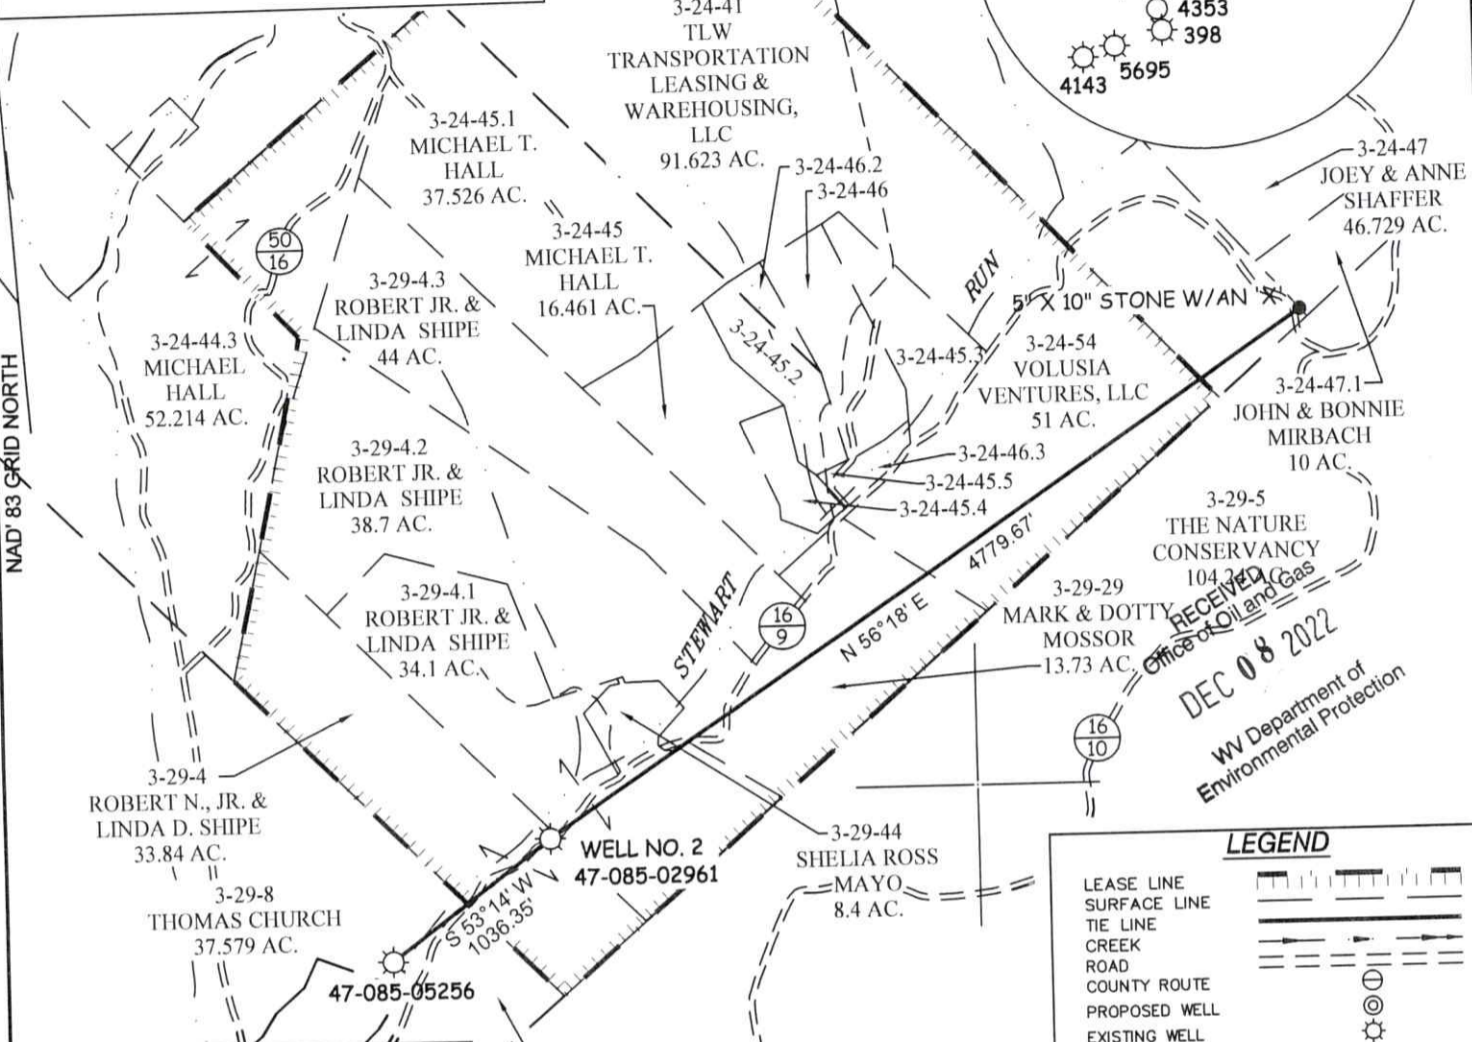 3-24-41
TLW
TRANSPORTATION
LEASING &
WAREHOUSING,
LLC
91.623 AC.
4353
398
5695
4143
3-24-45.1
MICHAEL T.
HALL
37.526 AC.
3-24-46.2
3-24-46
3-24-47
JOEY & ANNE
SHAFFER
46.729 AC.
50
16
3-24-45
MICHAEL T.
HALL
16.461 AC.
3-29-4.3
ROBERT JR. &
LINDA SHIPE
44 AC.
RUN
5" X 10" STONE W/AN "X"
3-24-44.3
MICHAEL
HALL
52.214 AC.
3-24-45.2
3-24-45.3
3-24-54
VOLUSIA
VENTURES, LLC
51 AC.
3-24-47.1
JOHN & BONNIE
MIRBACH
10 AC.
NAD' 83 GRID NORTH
3-29-4.2
ROBERT JR. &
LINDA SHIPE
38.7 AC.
3-24-46.3
3-24-45.5
3-24-45.4
3-29-5
THE NATURE
CONSERVANCY
104.24 AC.
4779.67'
N 56°18' E
3-29-4.1
ROBERT JR. &
LINDA SHIPE
34.1 AC.
STEWART
16
9
3-29-29
MARK & DOTTY
MOSSOR
13.73 AC.
RECEIVED
Office of Oil and Gas
DEC 08 2022
WV Department of
Environmental Protection
16
10
3-29-4
ROBERT N., JR. &
LINDA D. SHIPE
33.84 AC.
WELL NO. 2
47-085-02961
3-29-44
SHELIA ROSS
MAYO
8.4 AC.
3-29-8
THOMAS CHURCH
37.579 AC.
S 53°14' W
1036.35'
47-085-05256
LEGEND
LEASE LINE
SURFACE LINE
TIE LINE
CREEK
ROAD
COUNTY ROUTE
PROPOSED WELL
EXISTING WELL